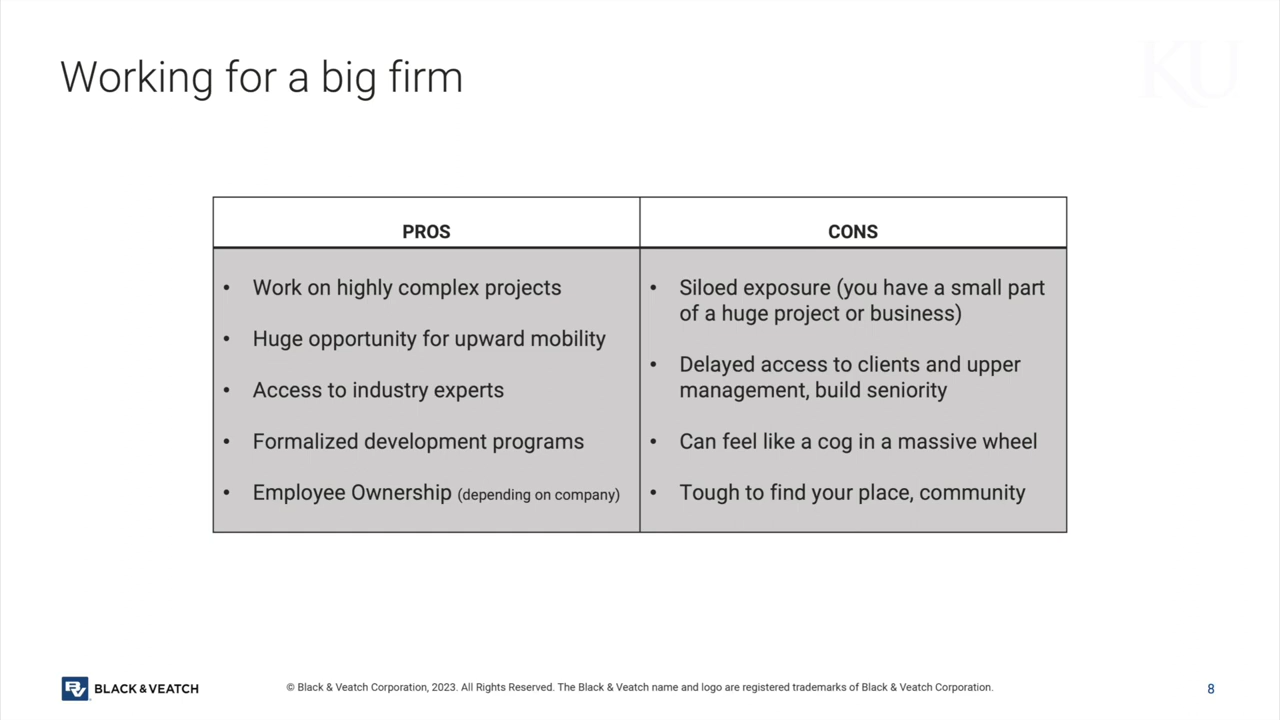 Working for a big firm
KU
PROS
CONS
• Work on highly complex projects
• Huge opportunity for upward mobility
• Access to industry experts
• Formalized development programs
• Employee Ownership (depending on company)
• Siloed exposure (you have a small part
of a huge project or business)
• Delayed access to clients and upper
management, build seniority
• Can feel like a cog in a massive wheel
• Tough to find your place, community
BV BLACK & VEATCH
© Black & Veatch Corporation, 2023. All Rights Reserved. The Black & Veatch name and logo are registered trademarks of Black & Veatch Corporation.
8